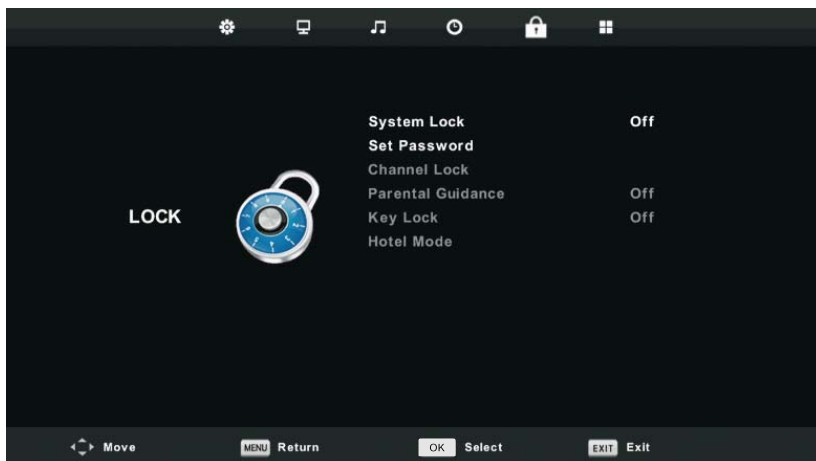 System Lock Off
Set Password
Channel Lock
Parental Guidance Off
Key Lock Off
Hotel Mode
LOCK
Move MENU Return OK Select EXIT Exit